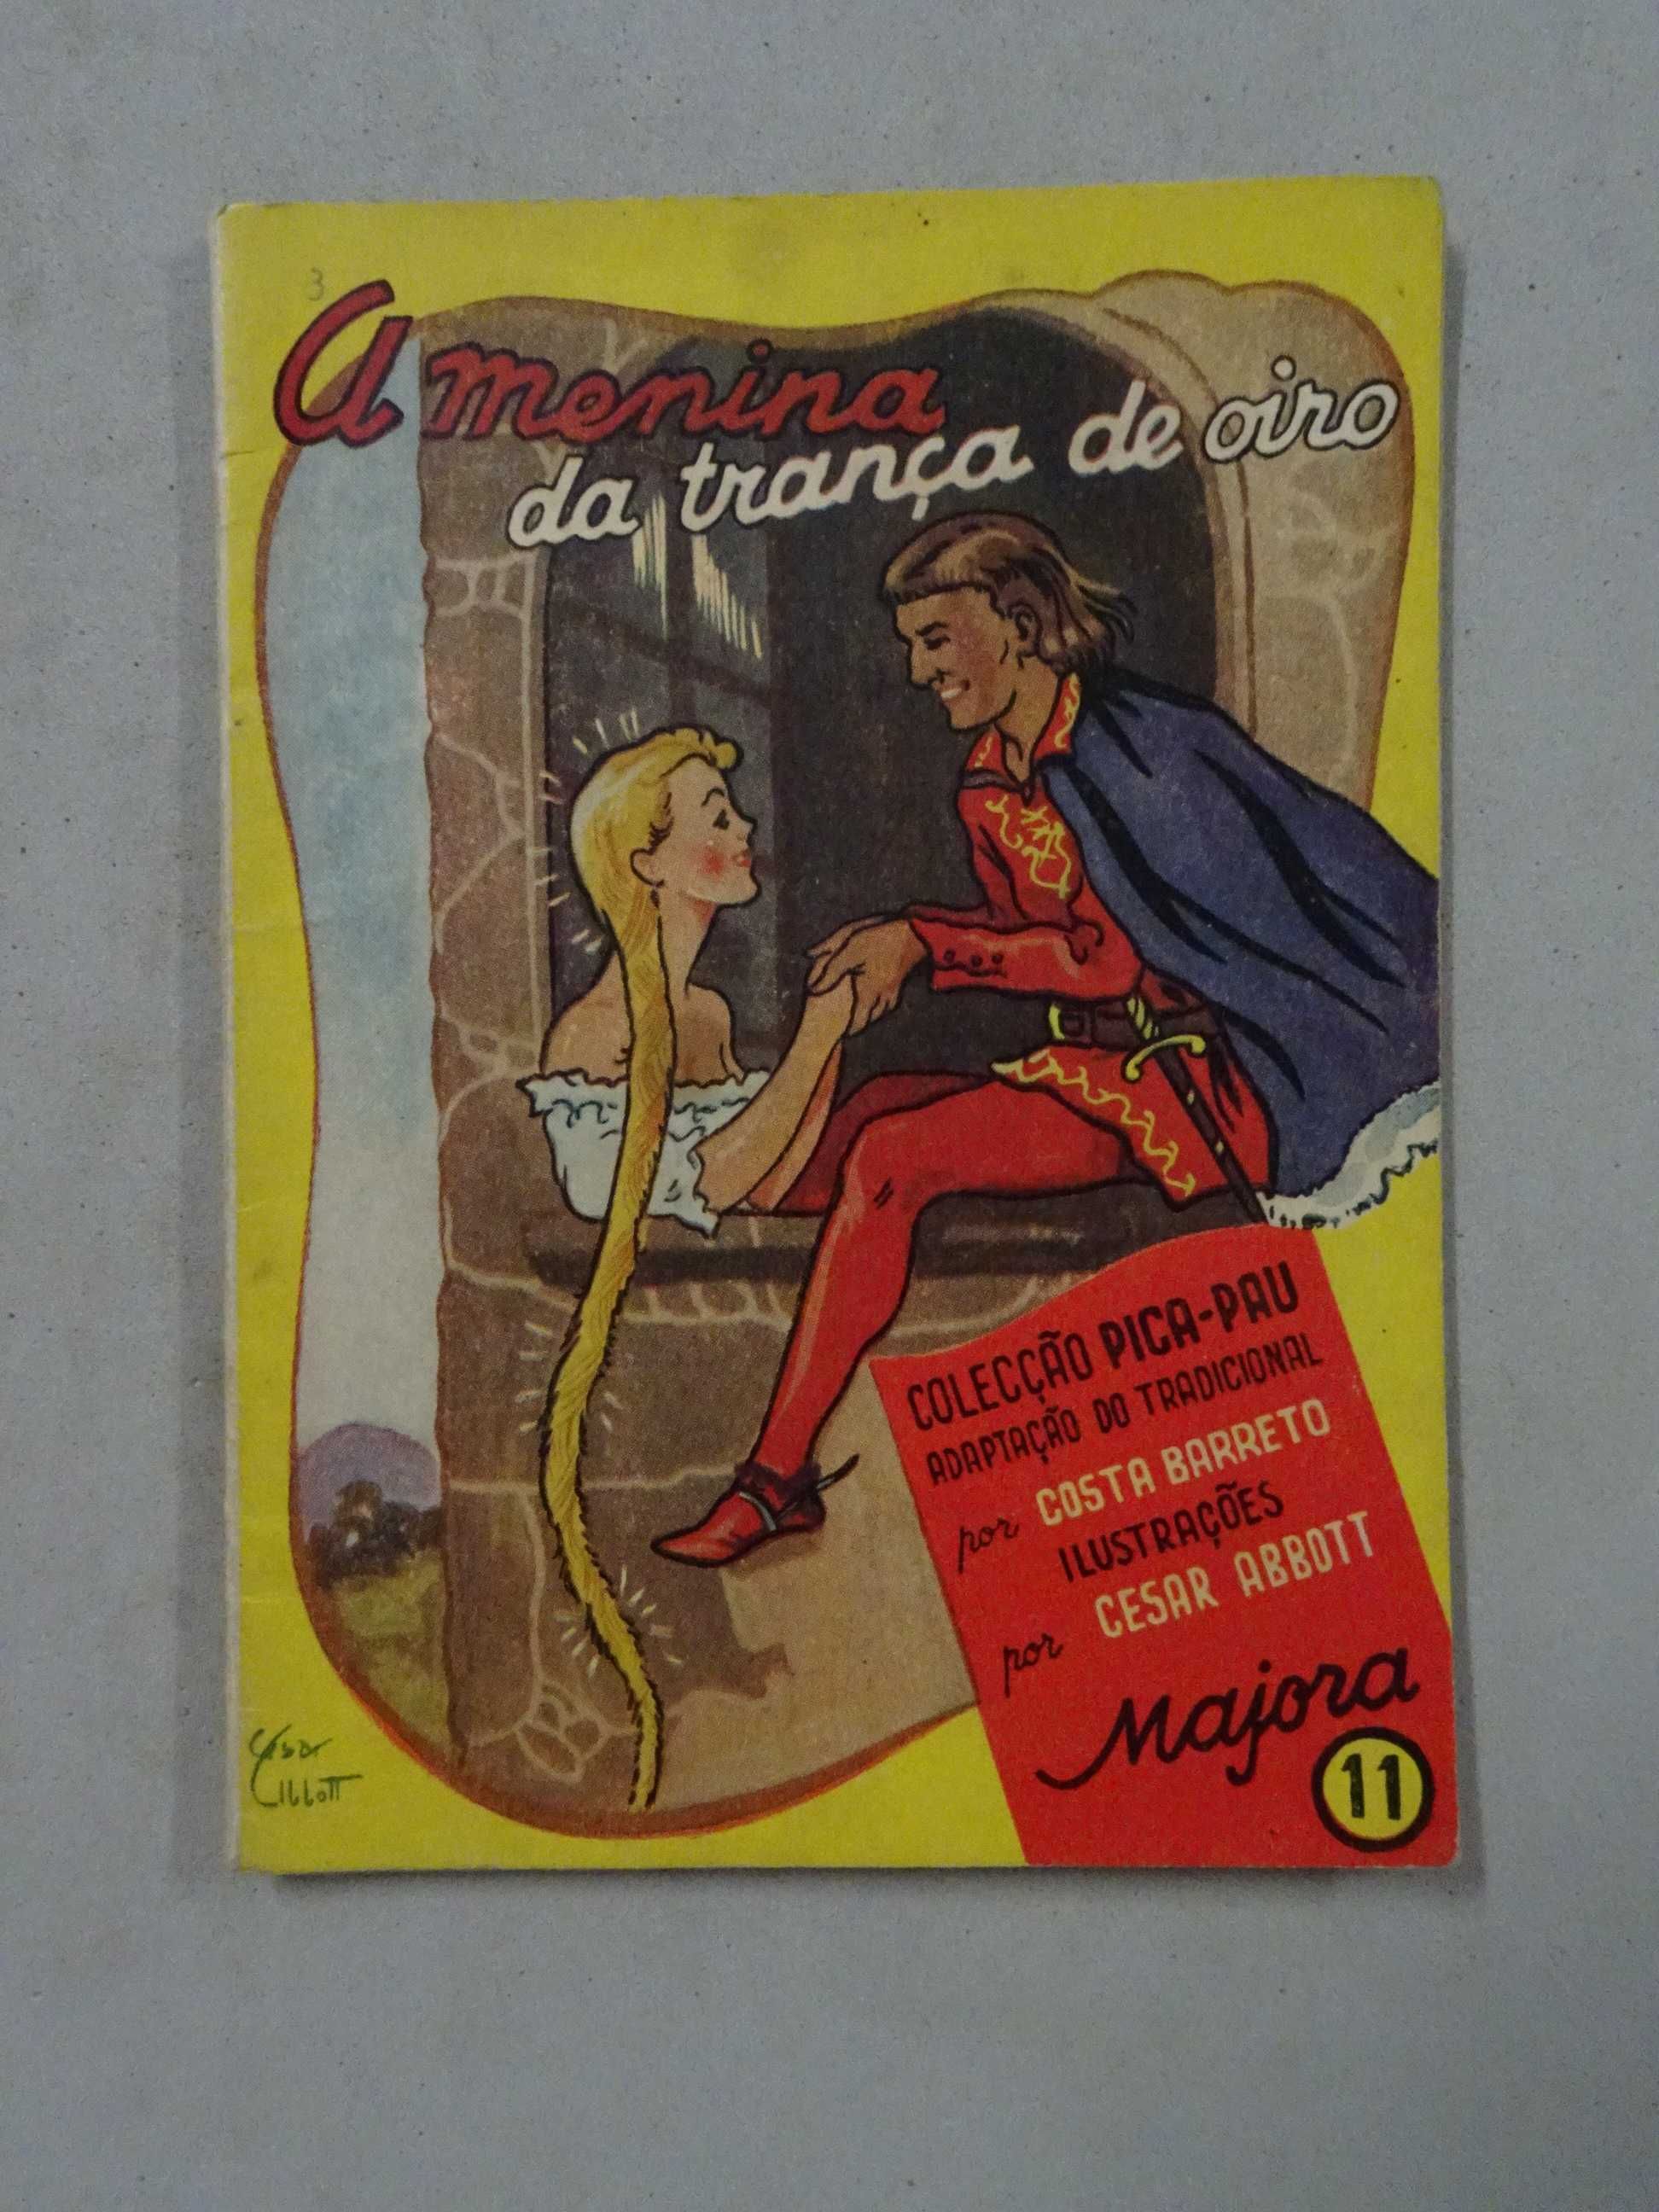 3
A menina
da trança de oiro
COLECÇÃO PICA-PAU
ADAPTAÇÃO DO TRADICIONAL
por COSTA BARRETO
ILUSTRAÇÕES
por CESAR ABBOTT
Majora
11
Cesar
Abbott